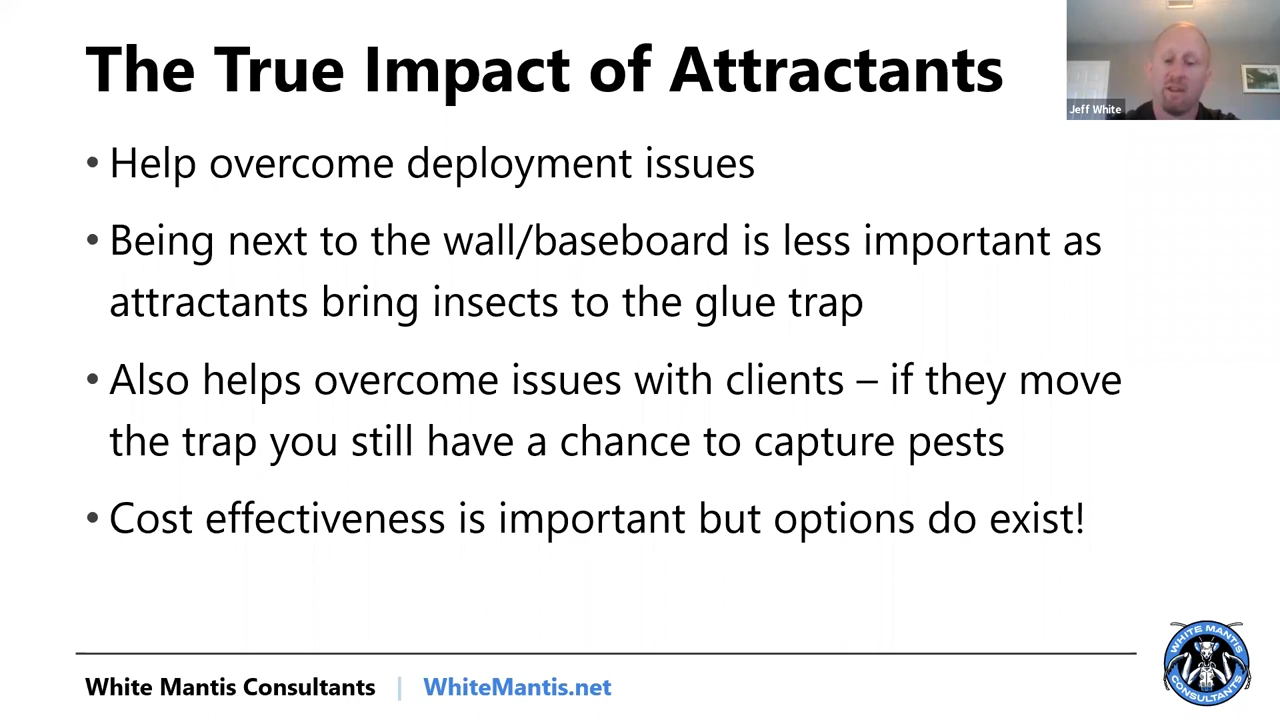 The True Impact of Attractants
Jeff White
• Help overcome deployment issues
• Being next to the wall/baseboard is less important as
attractants bring insects to the glue trap
• Also helps overcome issues with clients – if they move
the trap you still have a chance to capture pests
• Cost effectiveness is important but options do exist!
White Mantis Consultants | WhiteMantis.net
WHITE MANTIS
CONSULTANTS